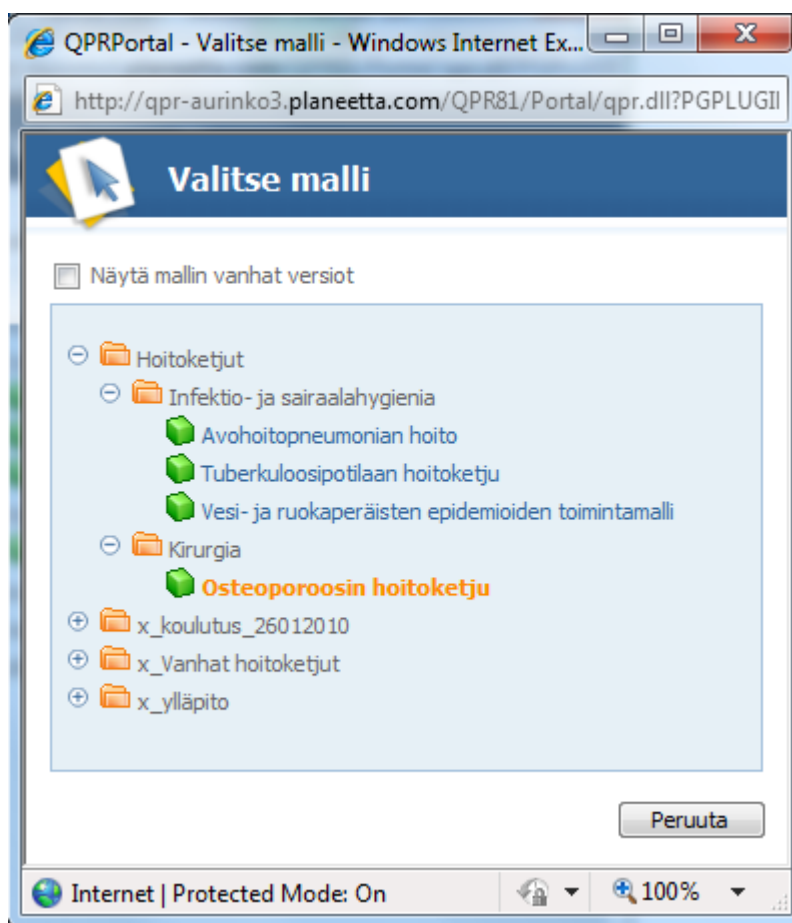 QPRPortal - Valitse malli - Windows Internet Ex...
http://qpr-aurinko3.planeetta.com/QPR81/Portal/qpr.dll?PGPLUGII
Valitse malli
Näytä mallin vanhat versiot
Hoitoketjut
Infektio- ja sairaalahygienia
Avohoitopneumonian hoito
Tuberkuloosipotilaan hoitoketju
Vesi- ja ruokaperäisten epidemioiden toimintamalli
Kirurgia
Osteoporoosin hoitoketju
x_koulutus_26012010
x_Vanhat hoitoketjut
x_ylläpito
Peruuta
Internet | Protected Mode: On 100%